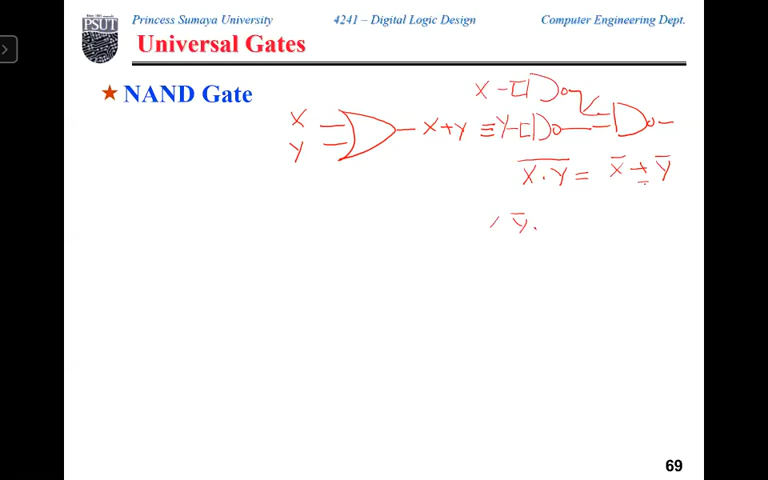 Princess Sumaya University 4241 – Digital Logic Design Computer Engineering Dept.
PSUT
Universal Gates
★ NAND Gate
X
X
Y
X+Y ≡ Y
X̅·̅Y̅ = X̅ + Y̅
Y̅.
69